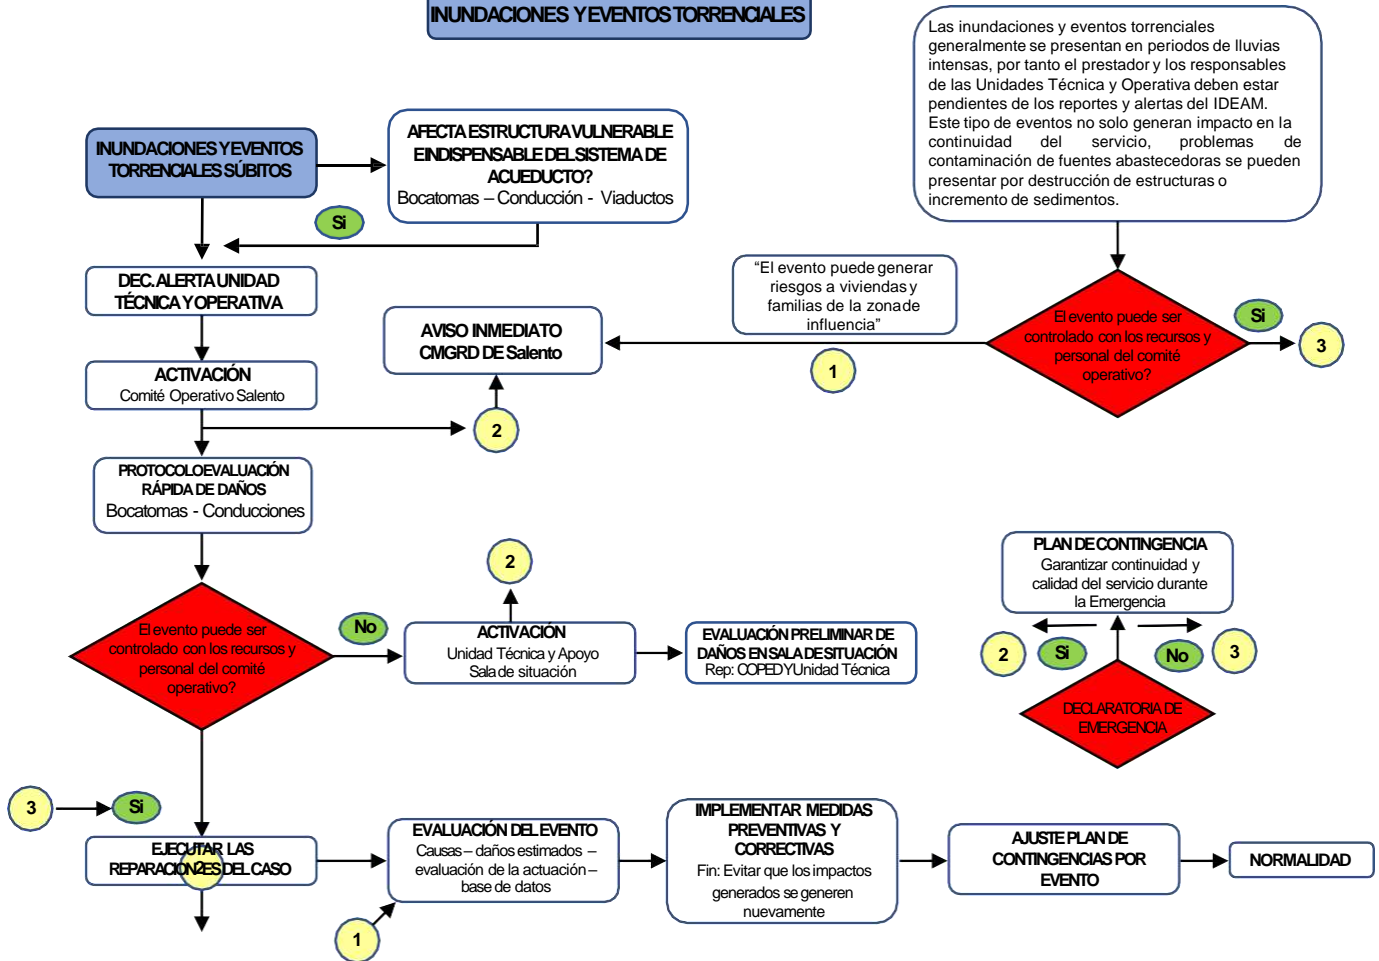 INUNDACIONES Y EVENTOS TORRENCIALES
Las inundaciones y eventos torrenciales
generalmente se presentan en periodos de lluvias
intensas, por tanto el prestador y los responsables
de las Unidades Técnica y Operativa deben estar
pendientes de los reportes y alertas del IDEAM.
Este tipo de eventos no solo generan impacto en la
continuidad del servicio, problemas de
contaminación de fuentes abastecedoras se pueden
presentar por destrucción de estructuras o
incremento de sedimentos.
INUNDACIONES Y EVENTOS
TORRENCIALES SÚBITOS
AFECTA ESTRUCTURA VULNERABLE
E INDISPENSABLE DEL SISTEMA DE
ACUEDUCTO?
Bocatomas – Conducción - Viaductos
Si
DEC. ALERTA UNIDAD
TÉCNICA Y OPERATIVA
"El evento puede generar
riesgos a viviendas y
familias de la zona de
influencia"
AVISO INMEDIATO
CMGRD DE Salento
1
El evento puede ser
controlado con los recursos y
personal del comité
operativo?
Si
3
ACTIVACIÓN
Comité Operativo Salento
2
PROTOCOLO EVALUACIÓN
RÁPIDA DE DAÑOS
Bocatomas - Conducciones
El evento puede ser
controlado con los recursos y
personal del comité
operativo?
No
2
ACTIVACIÓN
Unidad Técnica y Apoyo
Sala de situación
EVALUACIÓN PRELIMINAR DE
DAÑOS EN SALA DE SITUACIÓN
Rep: COPED Y Unidad Técnica
PLAN DE CONTINGENCIA
Garantizar continuidad y
calidad del servicio durante
la Emergencia
2
Si
No
3
DECLARATORIA DE
EMERGENCIA
3
Si
EJECUTAR LAS
REPARACIONES DEL CASO
2
EVALUACIÓN DEL EVENTO
Causas – daños estimados –
evaluación de la actuación –
base de datos
1
IMPLEMENTAR MEDIDAS
PREVENTIVAS Y
CORRECTIVAS
Fin: Evitar que los impactos
generados se generen
nuevamente
AJUSTE PLAN DE
CONTINGENCIAS POR
EVENTO
NORMALIDAD